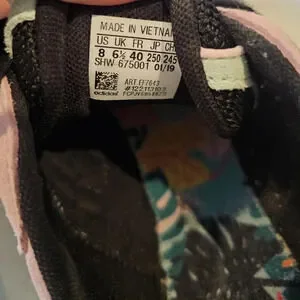 MADE IN VIETNAM
US UK FR JP CH
8 6½ 40 250 245
SHW 675001 01/19
ART EF7643
adidas